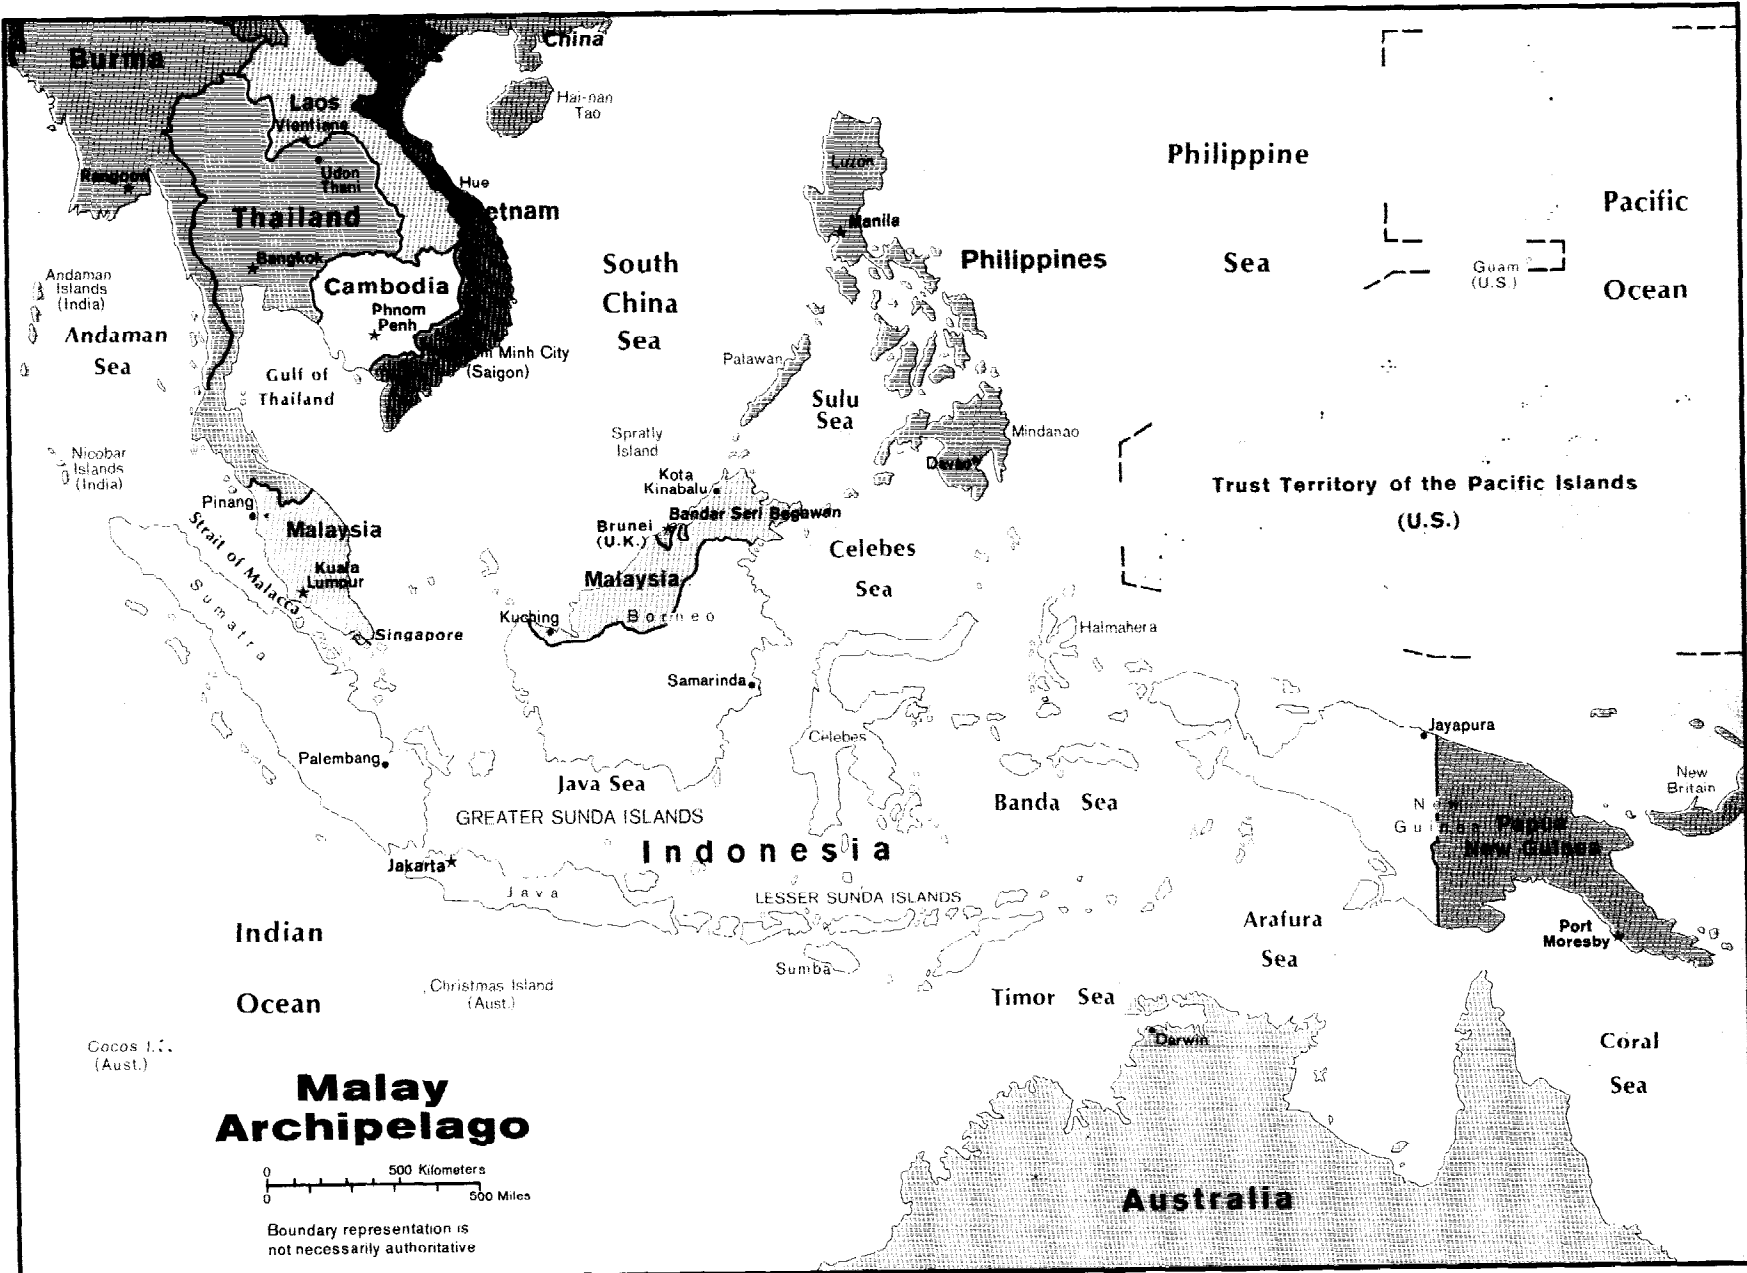 China
Burma
Hai-nan
Tao
Laos
Vientiane
Luzon
Philippine
Rangoon
Udon
Thani
Hue
Pacific
Thailand
etnam
Manila
Bangkok
South
Philippines
Sea
Guam
(U.S.)
Andaman
Islands
(India)
Cambodia
China
Ocean
Phnom
Penh
Andaman
Sea
Sea
Minh City
(Saigon)
Palawan
Gulf of
Thailand
Sulu
Sea
Spratly
Island
Mindanao
Nicobar
Islands
(India)
Kota
Kinabalu
Davao
Trust Territory of the Pacific Islands
(U.S.)
Pinang
Bandar Seri Begawan
Strait of Malacca
Malaysia
Brunei
(U.K.)
Celebes
Sea
Kuala
Lumpur
Malaysia
Sumatra
Kuching
Borneo
Halmahera
Singapore
Samarinda
Jayapura
Celebes
Palembang
Java Sea
Banda Sea
New
Britain
GREATER SUNDA ISLANDS
New
Guinea
Papua
New Guinea
Indonesia
Jakarta
Java
LESSER SUNDA ISLANDS
Indian
Arafura
Sea
Port
Moresby
Sumba
Christmas Island
(Aust.)
Ocean
Timor Sea
Cocos I.
(Aust.)
Darwin
Coral
Sea
Malay
Archipelago
0 500 Kilometers
0 500 Miles
Australia
Boundary representation is
not necessarily authoritative